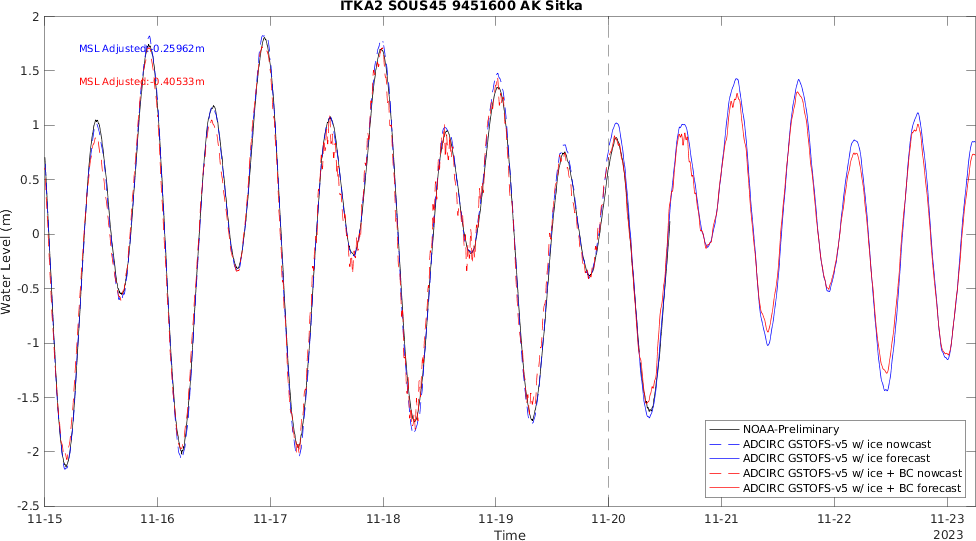 ITKA2 SOUS45 9451600 AK Sitka
MSL Adjusted:-0.25962m
MSL Adjusted:-0.40533m
Water Level (m)
2
1.5
1
0.5
0
-0.5
-1
-1.5
-2
-2.5
NOAA-Preliminary
ADCIRC GSTOFS-v5 w/ ice nowcast
ADCIRC GSTOFS-v5 w/ ice forecast
ADCIRC GSTOFS-v5 w/ ice + BC nowcast
ADCIRC GSTOFS-v5 w/ ice + BC forecast
11-15 11-16 11-17 11-18 11-19 11-20 11-21 11-22 11-23
Time
2023